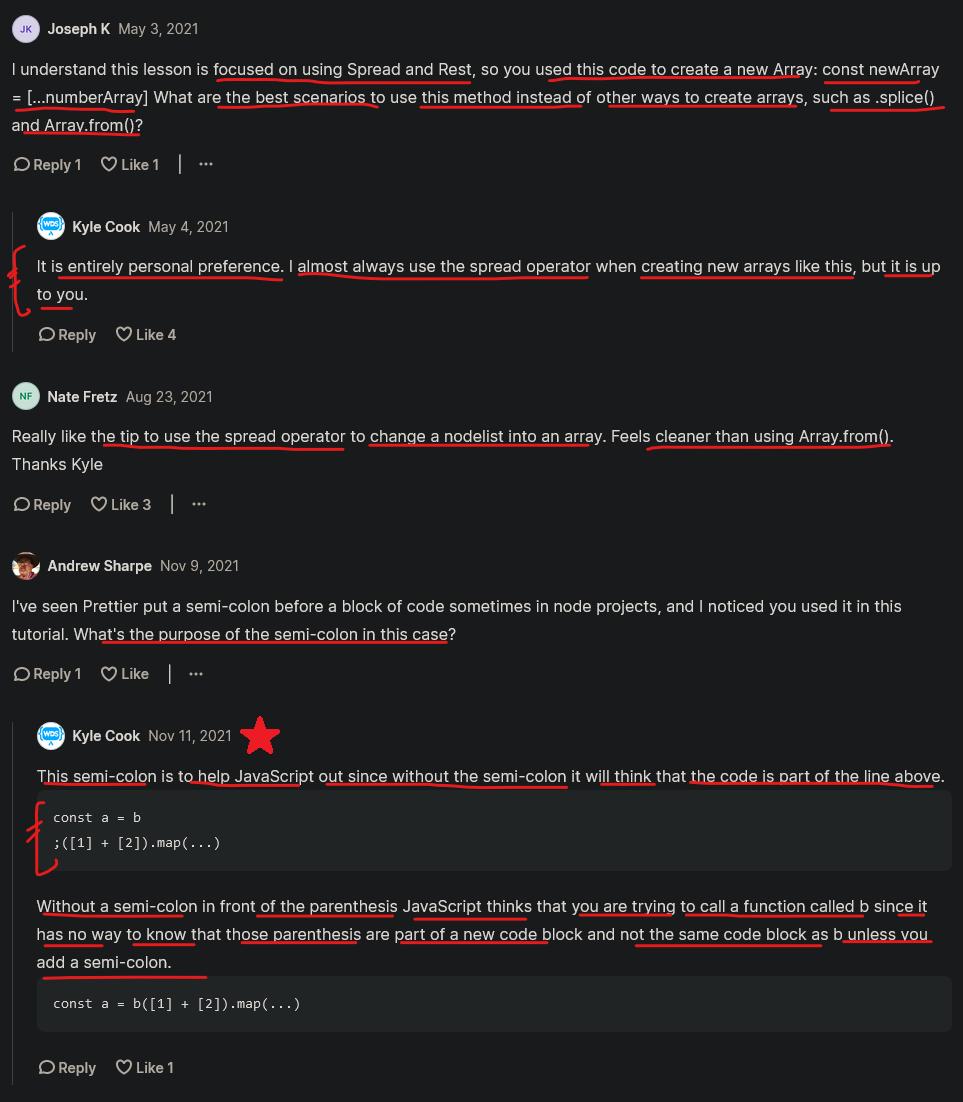 JK Joseph K May 3, 2021
I understand this lesson is focused on using Spread and Rest, so you used this code to create a new Array: const newArray
= [...numberArray] What are the best scenarios to use this method instead of other ways to create arrays, such as .splice()
and Array.from()?
Reply 1 Like 1 | ...
WDS Kyle Cook May 4, 2021
It is entirely personal preference. I almost always use the spread operator when creating new arrays like this, but it is up
to you.
Reply Like 4
NF Nate Fretz Aug 23, 2021
Really like the tip to use the spread operator to change a nodelist into an array. Feels cleaner than using Array.from().
Thanks Kyle
Reply Like 3 | ...
Andrew Sharpe Nov 9, 2021
I've seen Prettier put a semi-colon before a block of code sometimes in node projects, and I noticed you used it in this
tutorial. What's the purpose of the semi-colon in this case?
Reply 1 Like | ...
WDS Kyle Cook Nov 11, 2021
This semi-colon is to help JavaScript out since without the semi-colon it will think that the code is part of the line above.
const a = b
;([1] + [2]).map(...)
Without a semi-colon in front of the parenthesis JavaScript thinks that you are trying to call a function called b since it
has no way to know that those parenthesis are part of a new code block and not the same code block as b unless you
add a semi-colon.
const a = b([1] + [2]).map(...)
Reply Like 1